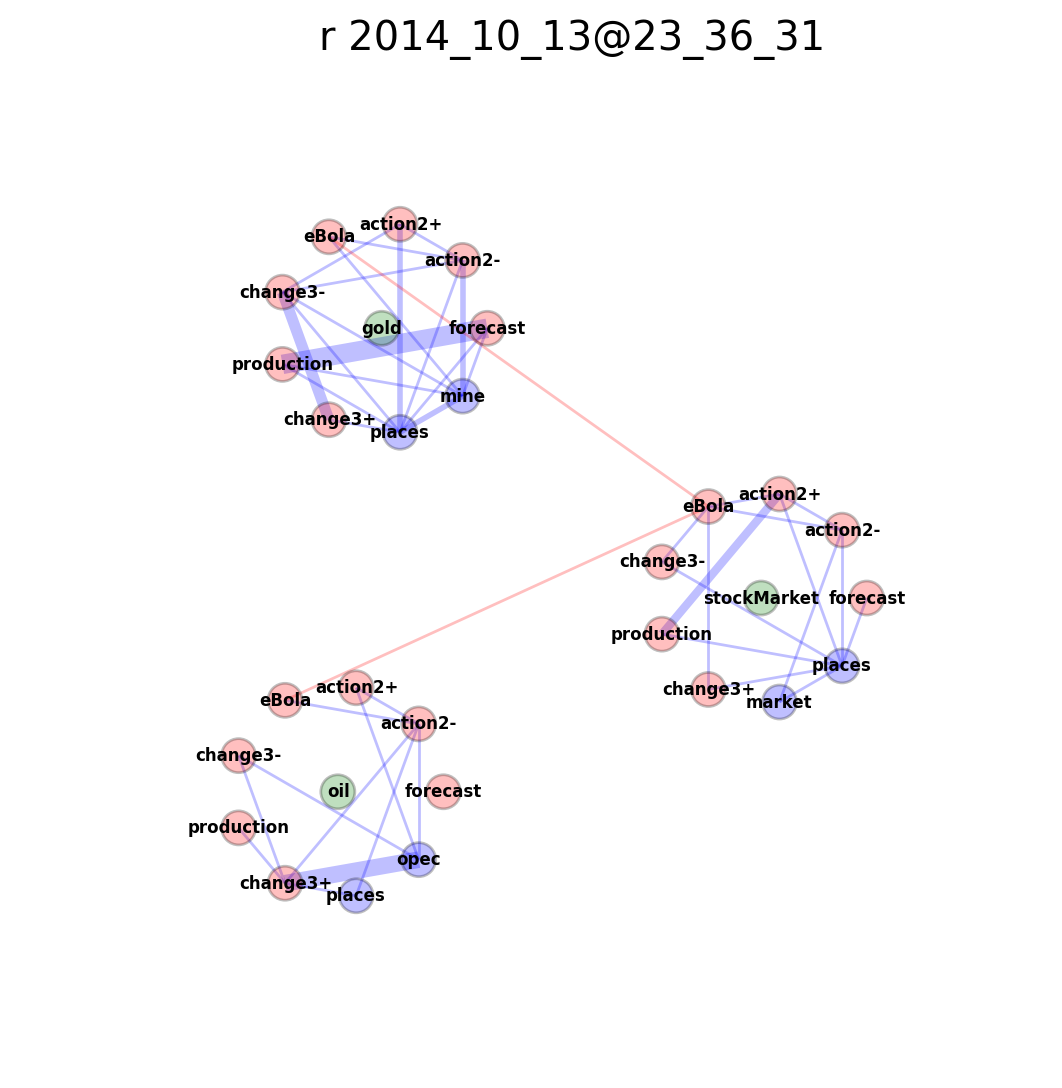 r 2014_10_13@23_36_31
action2+
eBola
action2-
change3-
gold
forecast
production
mine
change3+
places
action2+
eBola
action2-
change3-
stockMarket
forecast
production
places
change3+
market
action2+
eBola
action2-
change3-
oil
forecast
production
opec
change3+
places